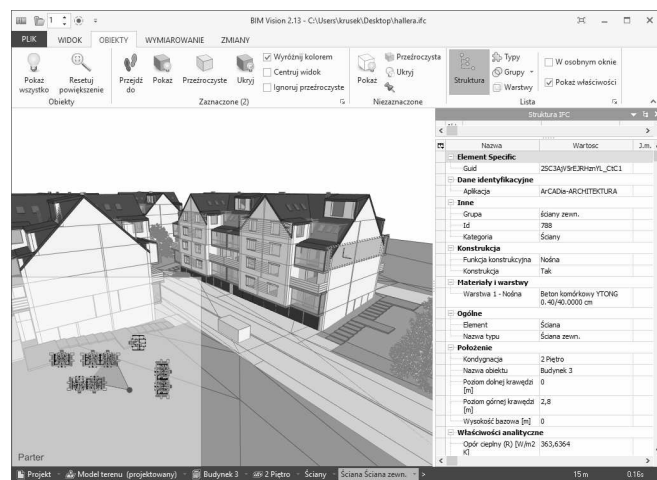 1
BIM Vision 2.13 - C:\Users\krusek\Desktop\hallera.ifc
PLIK WIDOK OBIEKTY WYMIAROWANIE ZMIANY
Pokaż wszystko
Resetuj powiększenie
Przejdź do
Pokaż
Przeźroczyste
Ukryj
Wyróżnij kolorem
Centruj widok
Ignoruj przeźroczyste
Pokaż
Przeźroczysta
Ukryj
Struktura
Typy
Grupy
Warstwy
W osobnym oknie
Pokaż właściwości
Obiekty Zaznaczone (2) Niezaznaczone Lista
Struktura IFC
Nazwa Wartosc J.m.
Element Specific
Guid 2SC3AjV5rEJRHznYL_CtC1
Dane identyfikacyjne
Aplikacja ArCADia-ARCHITEKTURA
Inne
Grupa ściany zewn.
Id 788
Kategoria Ściany
Konstrukcja
Funkcja konstrukcyjna Nośna
Konstrukcja Tak
Materiały i warstwy
Warstwa 1 - Nośna Beton komórkowy YTONG
0.40/40.0000 cm
Ogólne
Element Ściana
Nazwa typu Ściana zewn.
Położenie
Kondygnacja 2 Piętro
Nazwa obiektu Budynek 3
Poziom dolnej krawędzi 0
[m]
Poziom górnej krawędzi 2,8
[m]
Wysokość bazowa [m] 0
Właściwości analityczne
Opór cieplny (R) [W/m2 363,6364
K]
Parter
Projekt Model terenu (projektowany) Budynek 3 2 Piętro Ściany Ściana Ściana zewn. > 15 m 0.16s